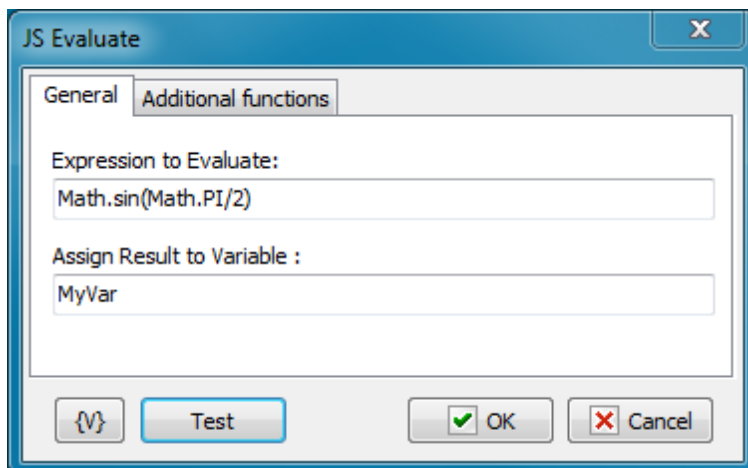 JS Evaluate
General Additional functions
Expression to Evaluate:
Math.sin(Math.PI/2)
Assign Result to Variable :
MyVar
{V} Test OK Cancel